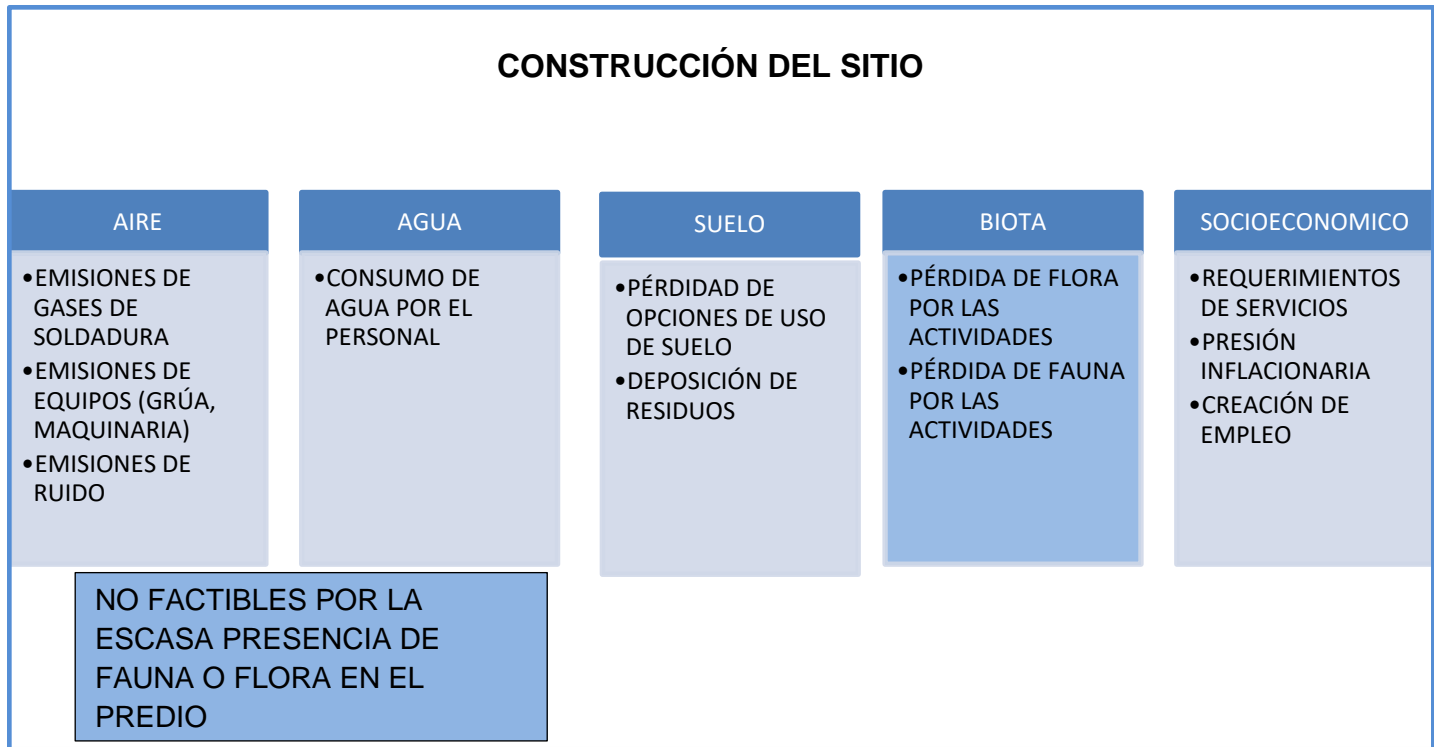 CONSTRUCCIÓN DEL SITIO
AIRE
•EMISIONES DE
GASES DE
SOLDADURA
•EMISIONES DE
EQUIPOS (GRÚA,
MAQUINARIA)
•EMISIONES DE
RUIDO
AGUA
•CONSUMO DE
AGUA POR EL
PERSONAL
SUELO
•PÉRDIDAD DE
OPCIONES DE USO
DE SUELO
•DEPOSICIÓN DE
RESIDUOS
BIOTA
•PÉRDIDA DE FLORA
POR LAS
ACTIVIDADES
•PÉRDIDA DE FAUNA
POR LAS
ACTIVIDADES
SOCIOECONOMICO
•REQUERIMIENTOS
DE SERVICIOS
•PRESIÓN
INFLACIONARIA
•CREACIÓN DE
EMPLEO
NO FACTIBLES POR LA
ESCASA PRESENCIA DE
FAUNA O FLORA EN EL
PREDIO